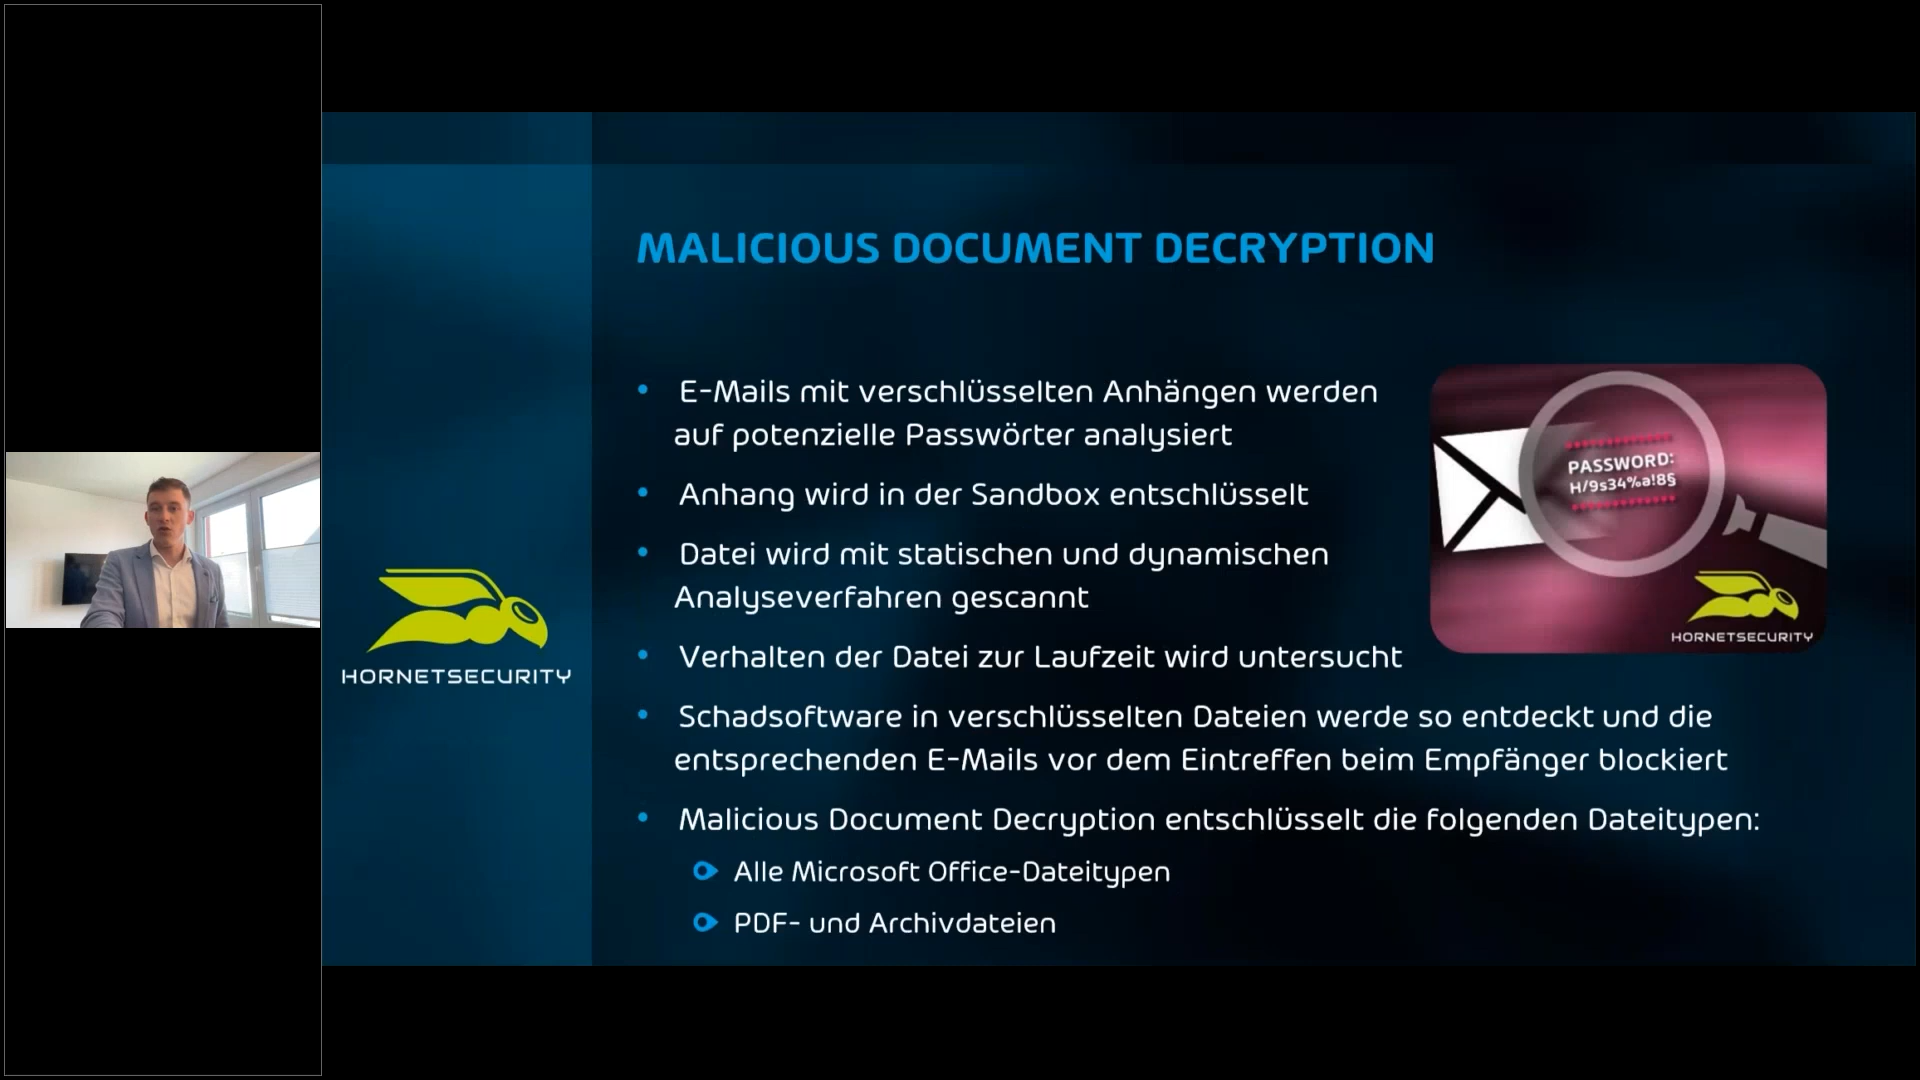 MALICIOUS DOCUMENT DECRYPTION
E-Mails mit verschlüsselten Anhängen werden
auf potenzielle Passwörter analysiert
Anhang wird in der Sandbox entschlüsselt
Datei wird mit statischen und dynamischen
Analyseverfahren gescannt
Verhalten der Datei zur Laufzeit wird untersucht
Schadsoftware in verschlüsselten Dateien werde so entdeckt und die
entsprechenden E-Mails vor dem Eintreffen beim Empfänger blockiert
Malicious Document Decryption entschlüsselt die folgenden Dateitypen:
Alle Microsoft Office-Dateitypen
PDF- und Archivdateien
PASSWORD:
H/9s34%a!8§
HORNETSECURITY
HORNETSECURITY